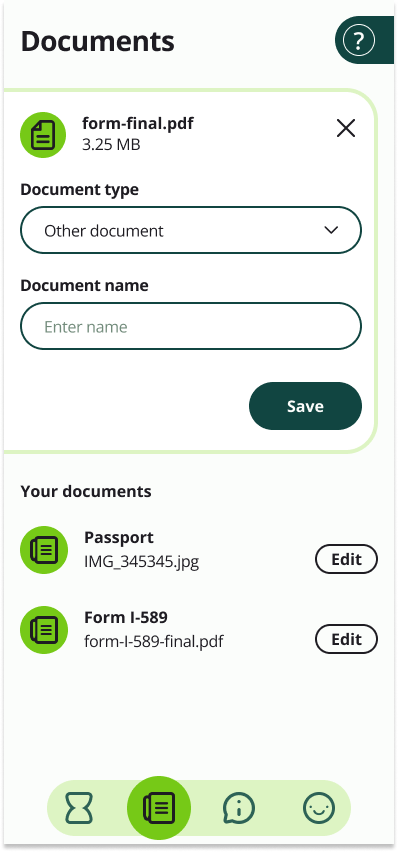 Documents
?
form-final.pdf
3.25 MB
Document type
Other document
Document name
Enter name
Save
Your documents
Passport
IMG_345345.jpg
Edit
Form I-589
form-I-589-final.pdf
Edit